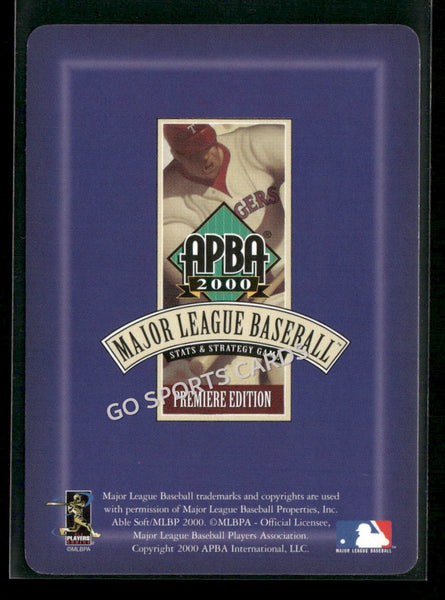 T
GERS
APBA®
2000
MAJOR LEAGUE BASEBALL™
STATS & STRATEGY GAME
GO SPORTS CARDS
PREMIERE EDITION
Major League Baseball trademarks and copyrights are used
with permission of Major League Baseball Properties, Inc.
Able Soft/MLBP 2000. ©MLBPA - Official Licensee,
Major League Baseball Players Association.
Copyright 2000 APBA International, LLC.
PLAYERS
©MLBPA
MAJOR LEAGUE BASEBALL